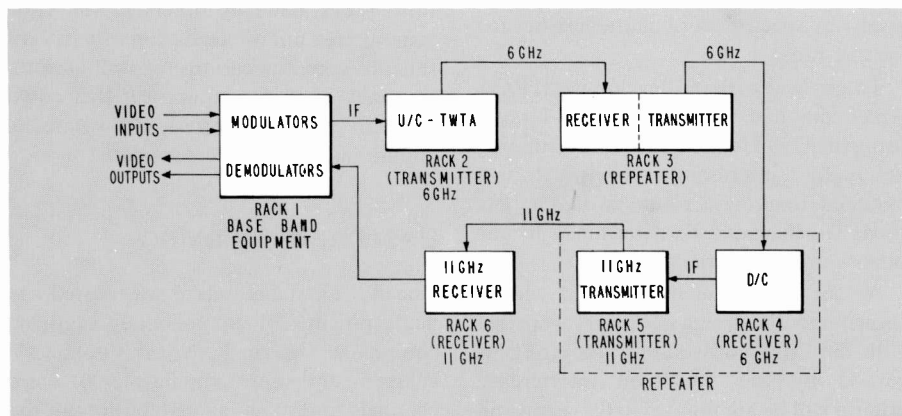 6 GHz
6 GHz
VIDEO
INPUTS
VIDEO
OUTPUTS
MODULATORS
DEMODULATORS
RACK 1
BASE BAND
EQUIPMENT
IF
U/C - TWTA
RACK 2
(TRANSMITTER)
6 GHz
RECEIVER
TRANSMITTER
RACK 3
(REPEATER)
11 GHz
11 GHz
RECEIVER
RACK 6
(RECEIVER)
11 GHz
11 GHz
TRANSMITTER
RACK 5
(TRANSMITTER)
11 GHz
IF
D/C
RACK 4
(RECEIVER)
6 GHz
REPEATER